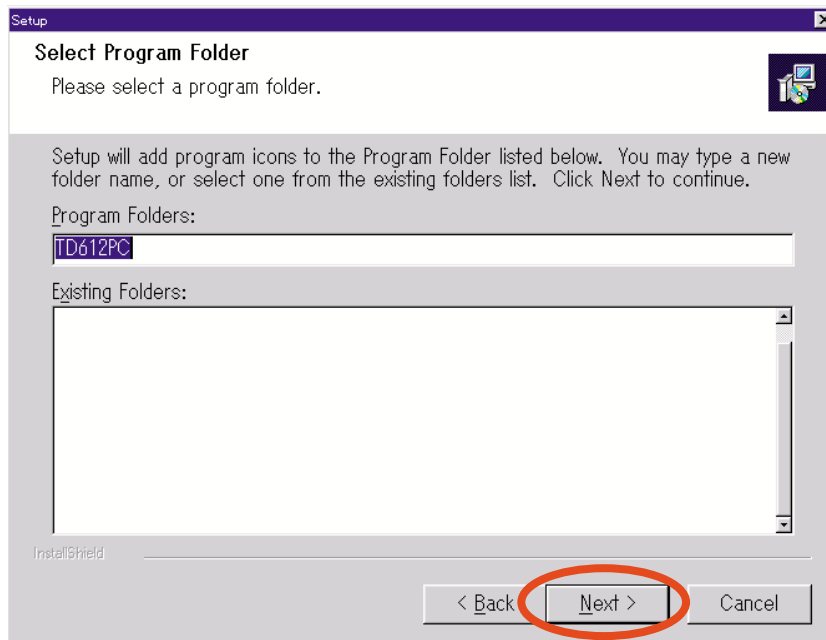 Setup
Select Program Folder
Please select a program folder.
Setup will add program icons to the Program Folder listed below. You may type a new
folder name, or select one from the existing folders list. Click Next to continue.
Program Folders:
TD612PC
Existing Folders:
InstallShield
< Back
Next >
Cancel